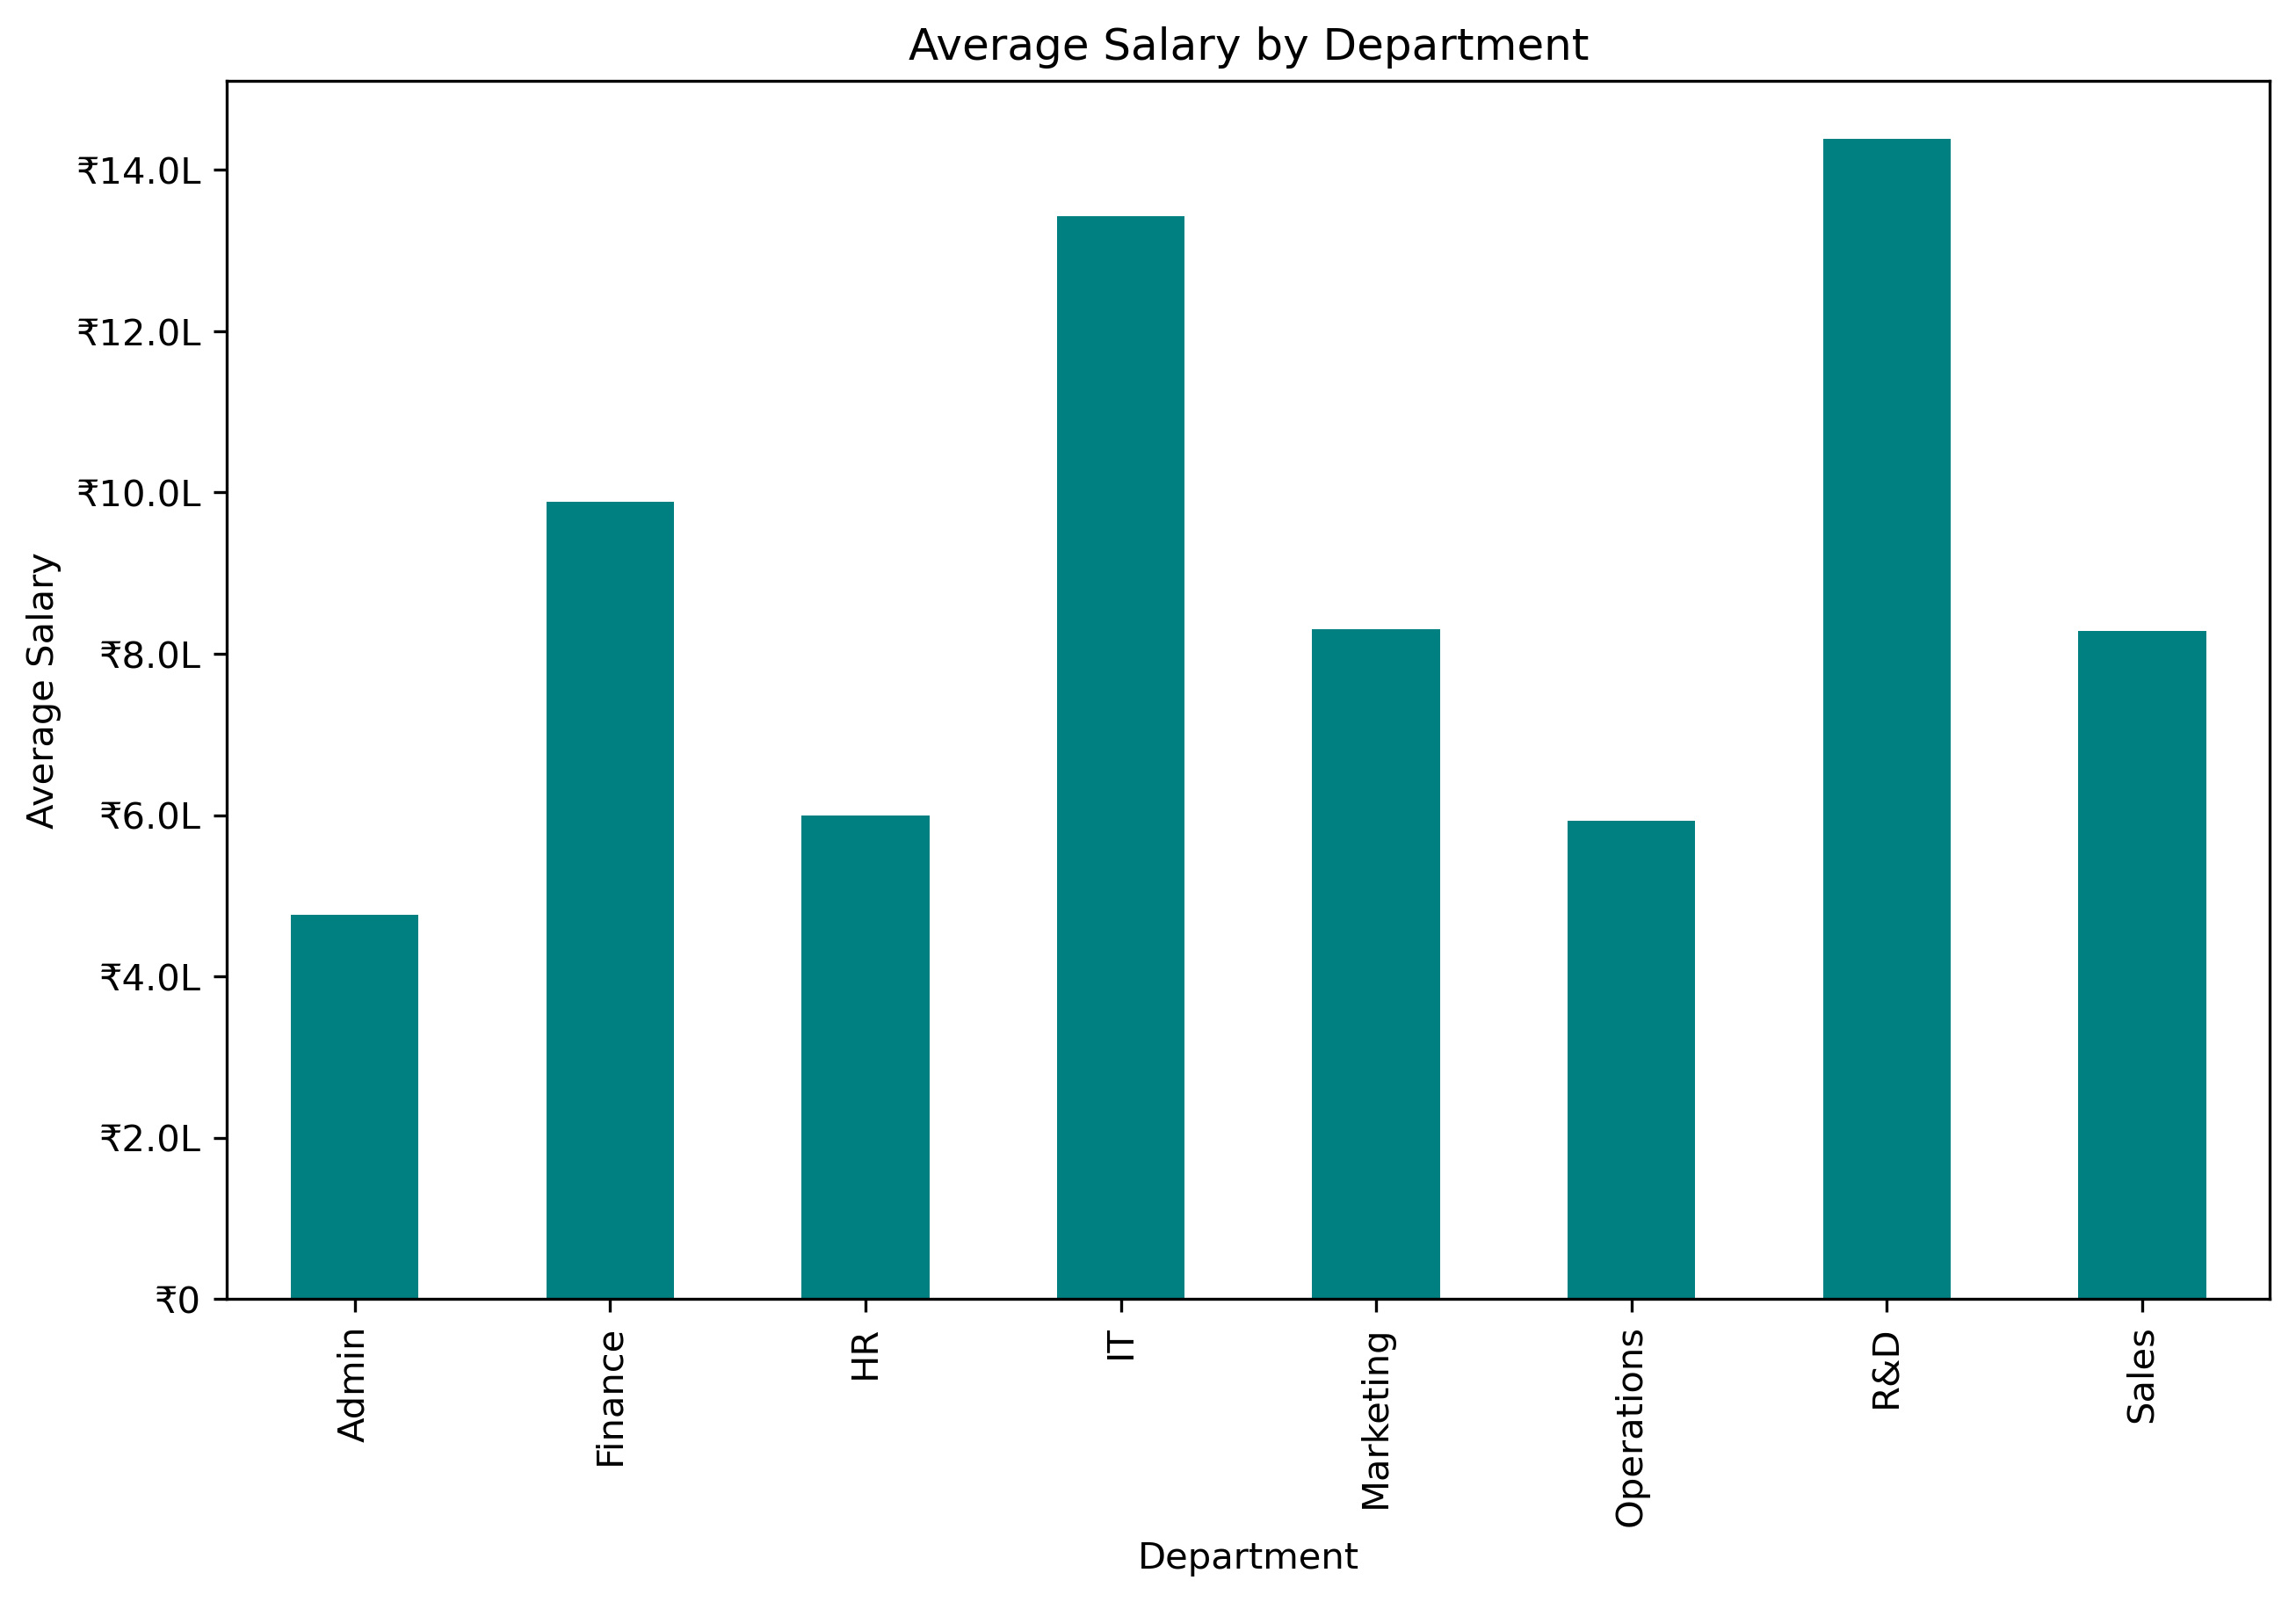 Average Salary by Department
Average Salary
₹14.0L
₹12.0L
₹10.0L
₹8.0L
₹6.0L
₹4.0L
₹2.0L
₹0
Admin
Finance
HR
IT
Marketing
Operations
R&D
Sales
Department